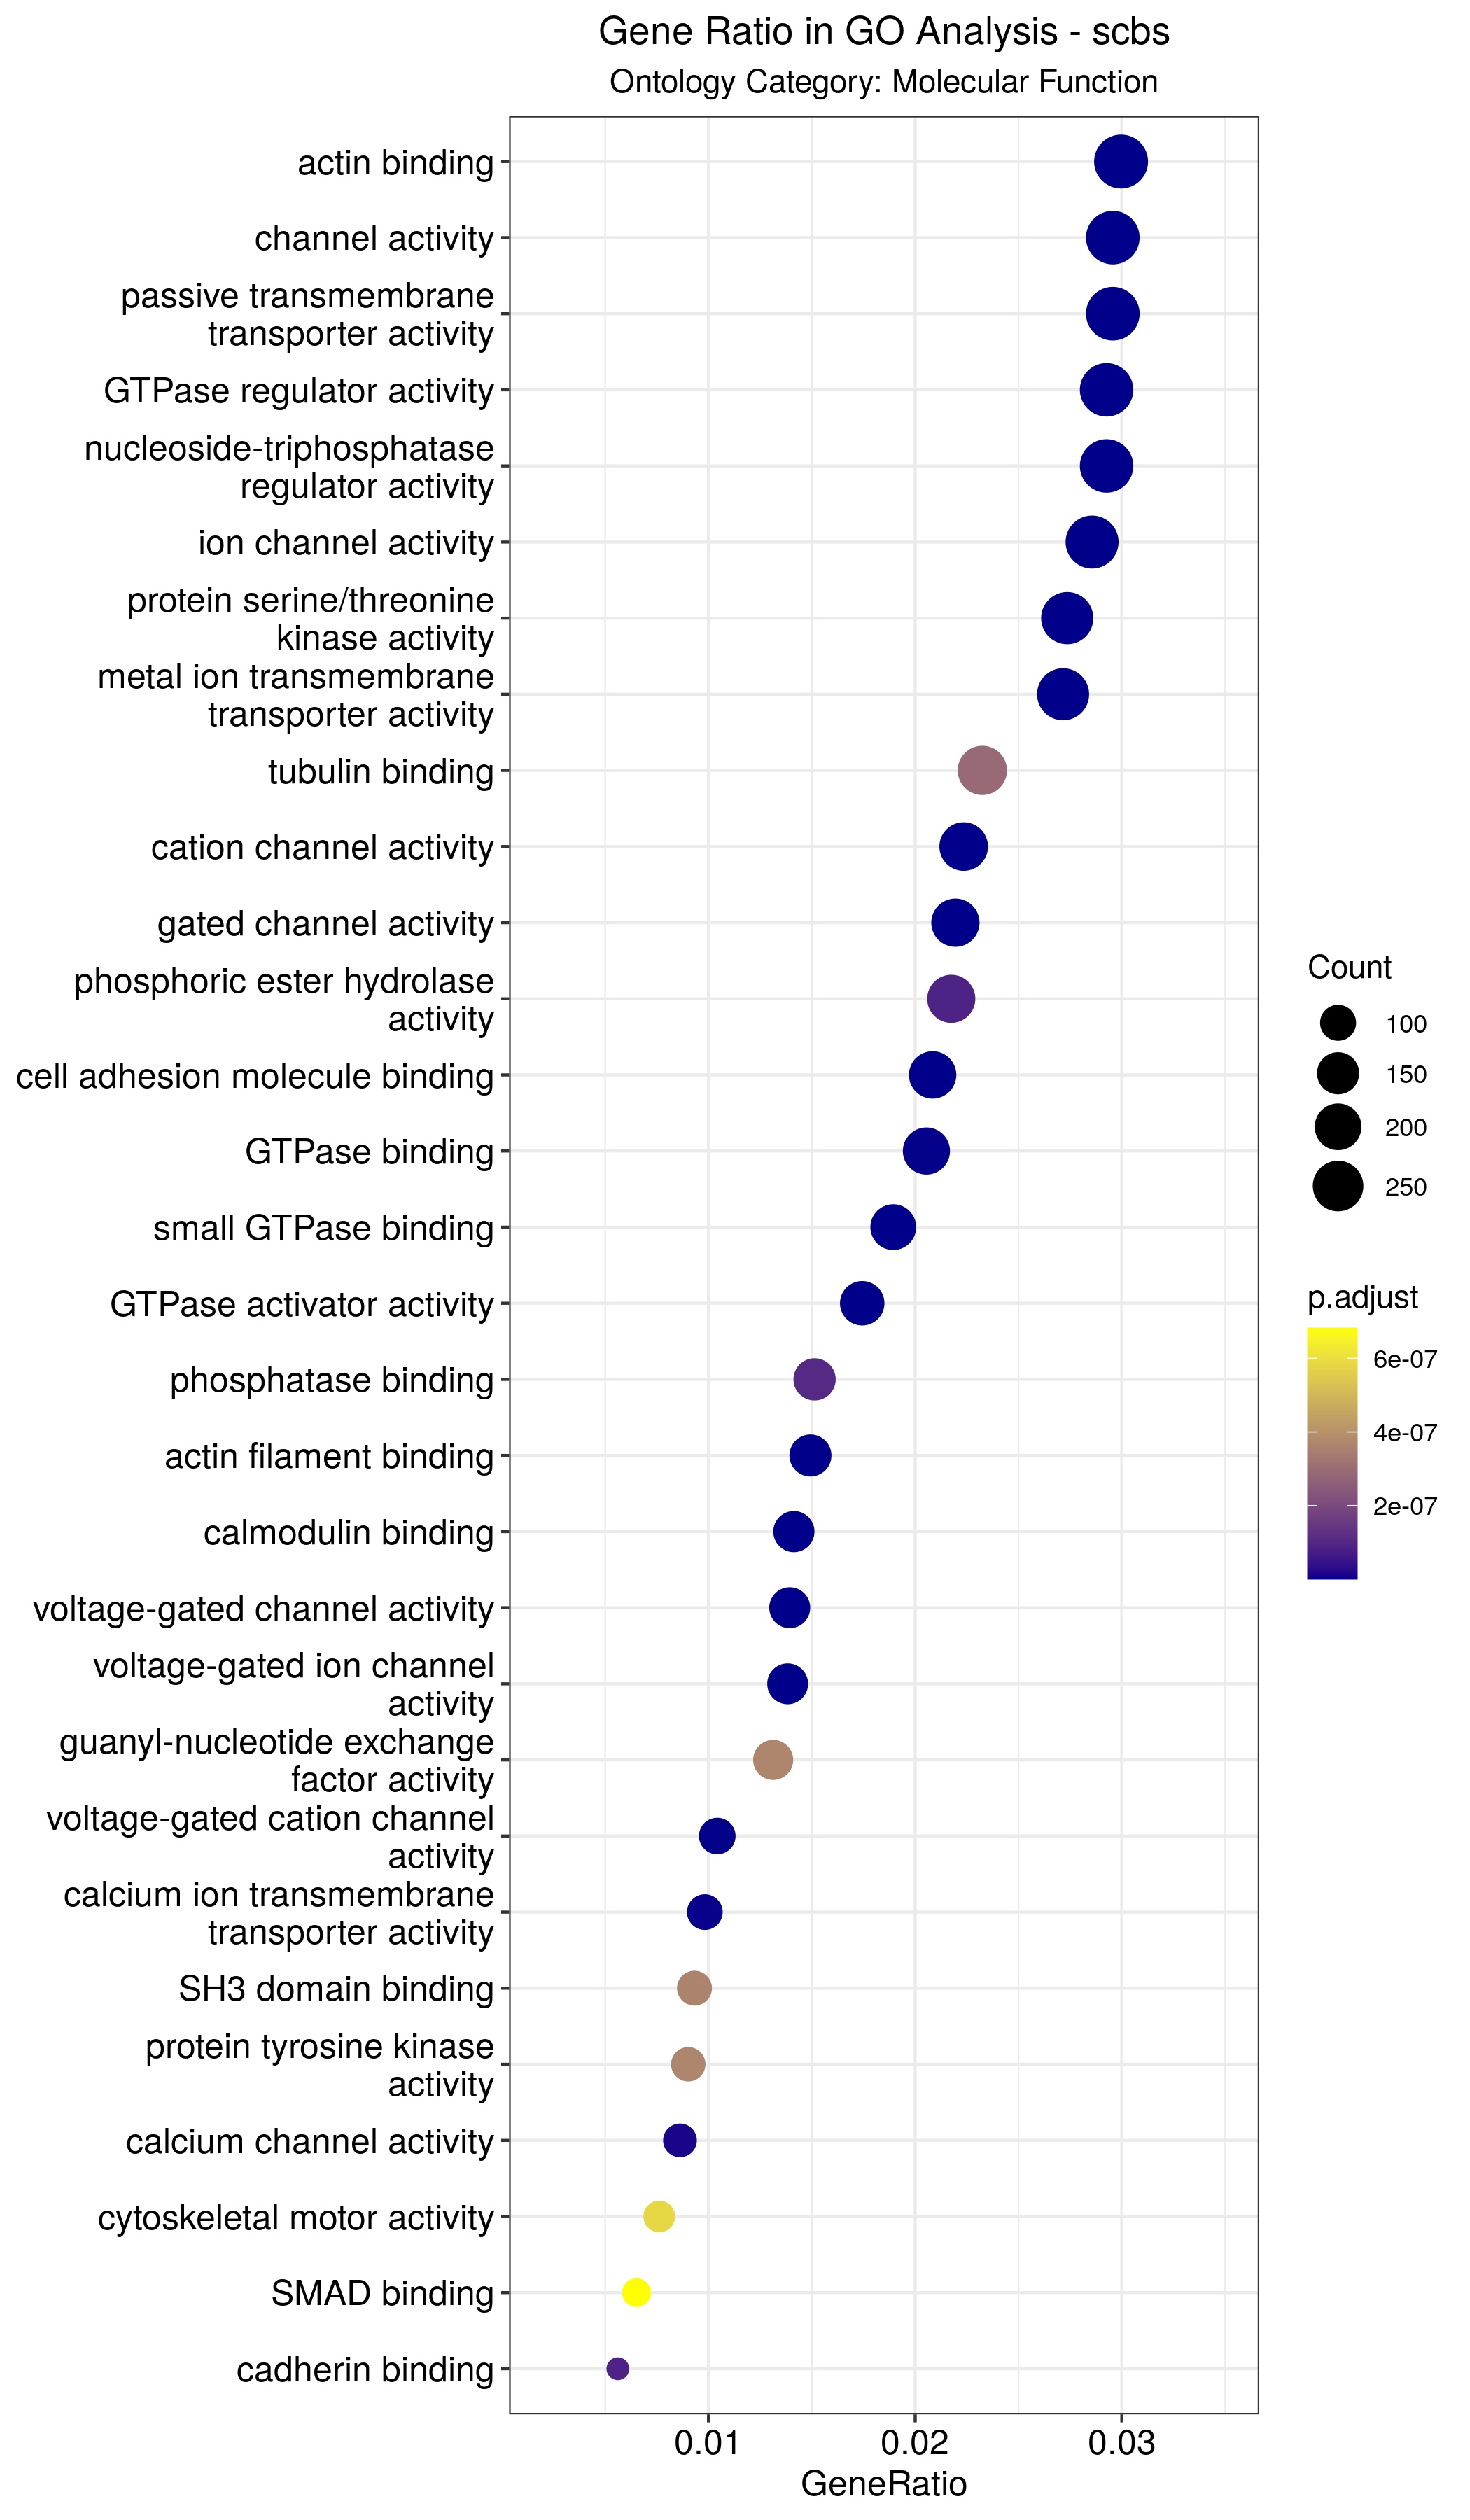 Gene Ratio in GO Analysis - scbs
Ontology Category: Molecular Function
actin binding
channel activity
passive transmembrane
transporter activity
GTPase regulator activity
nucleoside-triphosphatase
regulator activity
ion channel activity
protein serine/threonine
kinase activity
metal ion transmembrane
transporter activity
tubulin binding
cation channel activity
gated channel activity
phosphoric ester hydrolase
activity
cell adhesion molecule binding
GTPase binding
small GTPase binding
GTPase activator activity
phosphatase binding
actin filament binding
calmodulin binding
voltage-gated channel activity
voltage-gated ion channel
activity
guanyl-nucleotide exchange
factor activity
voltage-gated cation channel
activity
calcium ion transmembrane
transporter activity
SH3 domain binding
protein tyrosine kinase
activity
calcium channel activity
cytoskeletal motor activity
SMAD binding
cadherin binding
0.01
0.02
0.03
GeneRatio
Count
100
150
200
250
p.adjust
6e-07
4e-07
2e-07